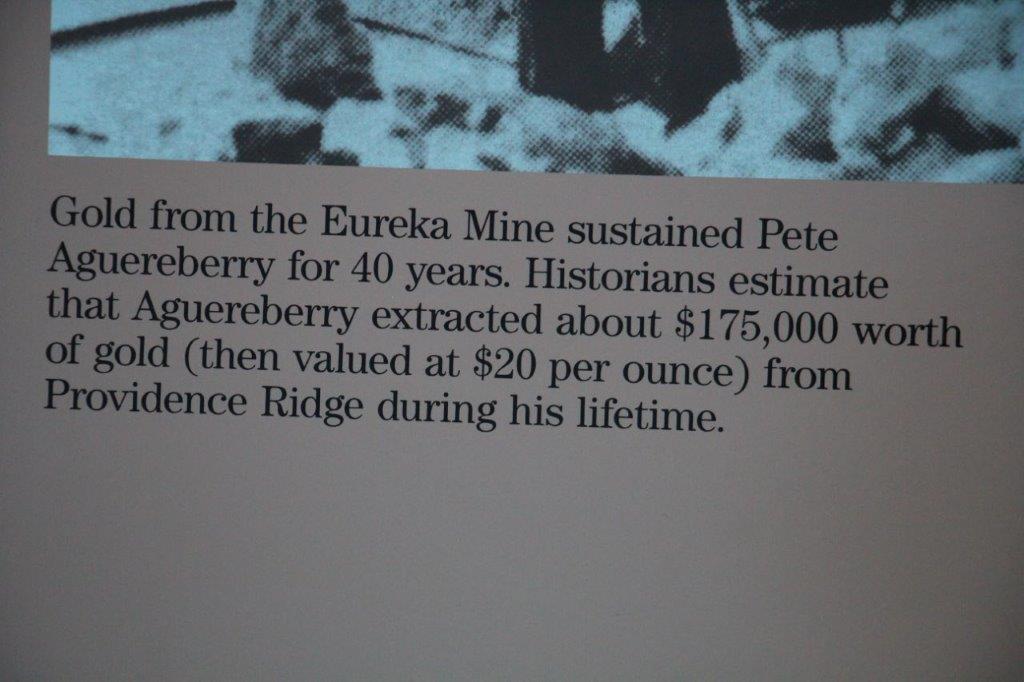 Gold from the Eureka Mine sustained Pete
Aguereberry for 40 years. Historians estimate
that Aguereberry extracted about $175,000 worth
of gold (then valued at $20 per ounce) from
Providence Ridge during his lifetime.